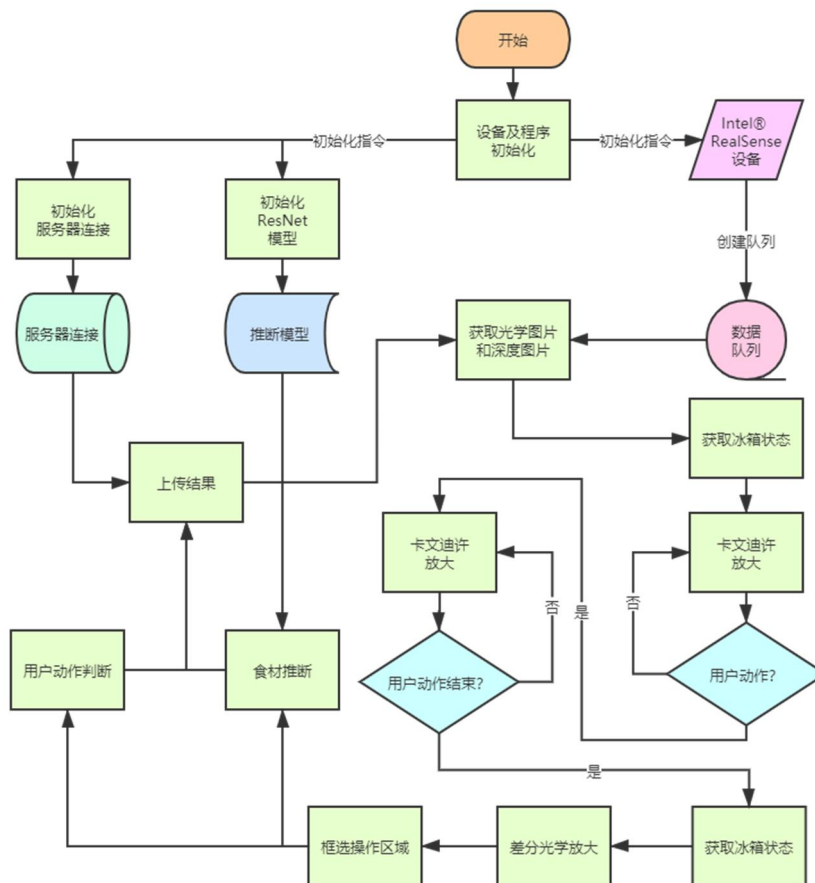 开始
初始化指令
设备及程序
初始化
初始化指令
Intel®
RealSense
设备
初始化
服务器连接
初始化
ResNet
模型
创建队列
服务器连接
推断模型
获取光学图片
和深度图片
数据
队列
获取冰箱状态
上传结果
卡文迪许
放大
卡文迪许
放大
否
是
否
用户动作判断
食材推断
用户动作结束?
用户动作?
是
框选操作区域
差分光学放大
获取冰箱状态